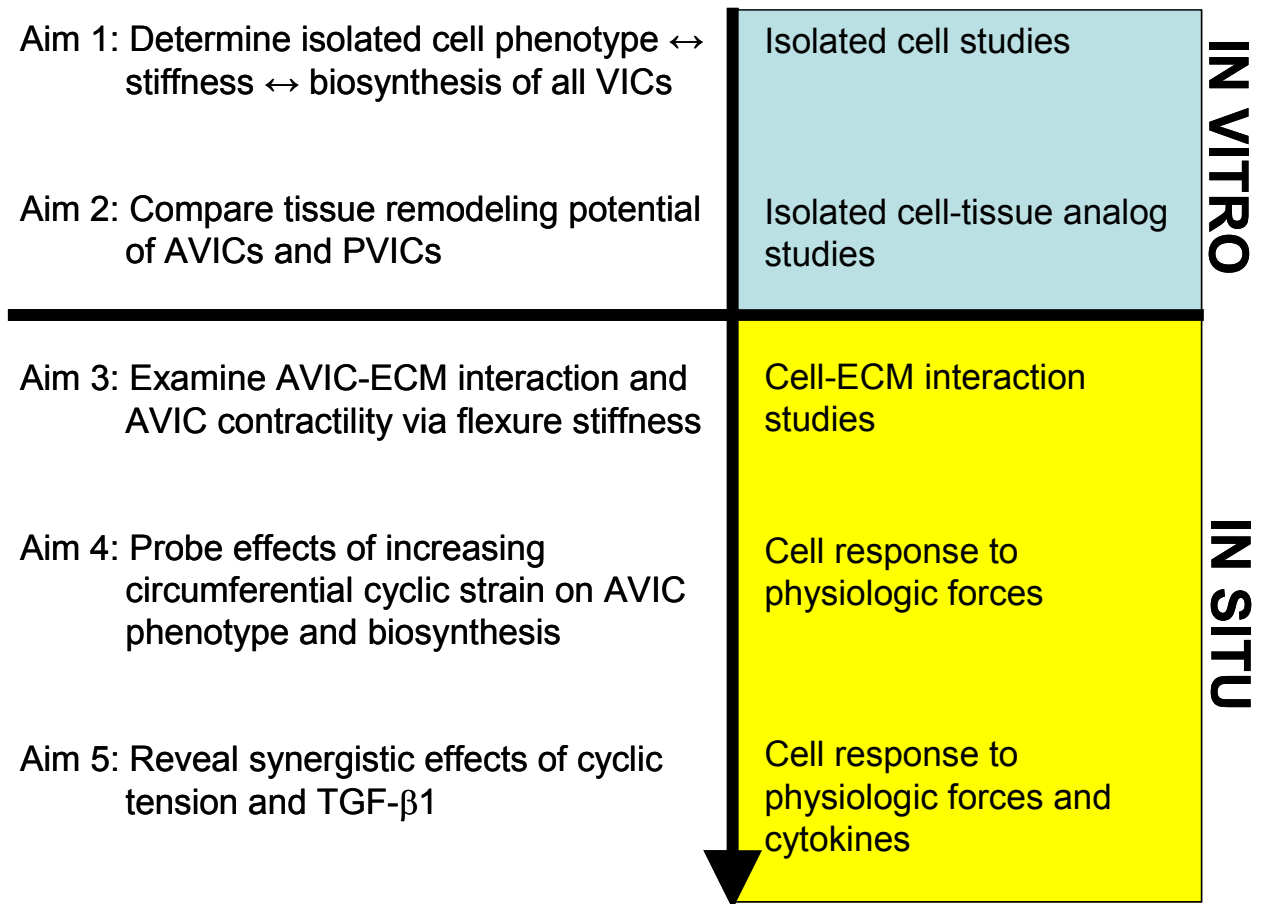 Aim 1: Determine isolated cell phenotype ↔
stiffness ↔ biosynthesis of all VICs
Isolated cell studies
Aim 2: Compare tissue remodeling potential
of AVICs and PVICs
Isolated cell-tissue analog
studies
IN VITRO
Aim 3: Examine AVIC-ECM interaction and
AVIC contractility via flexure stiffness
Cell-ECM interaction
studies
Aim 4: Probe effects of increasing
circumferential cyclic strain on AVIC
phenotype and biosynthesis
Cell response to
physiologic forces
Aim 5: Reveal synergistic effects of cyclic
tension and TGF-β1
Cell response to
physiologic forces and
cytokines
IN SITU